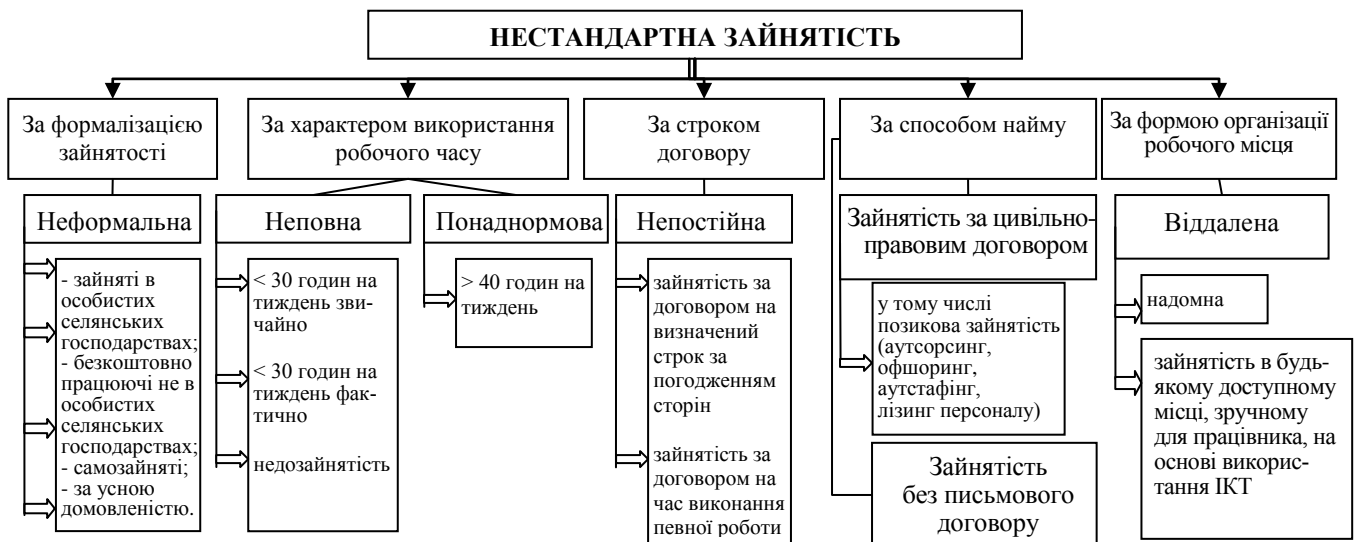 НЕСТАНДАРТНА ЗАЙНЯТІСТЬ
За формалізацією
зайнятості
За характером використання
робочого часу
За строком
договору
За способом найму
За формою організації
робочого місця
Неформальна
Неповна
Понаднормова
Непостійна
Зайнятість за цивільно-
правовим договором
Віддалена
- зайняті в
особистих
селянських
господарствах;
- безкоштовно
працюючі не в
особистих
селянських
господарствах;
- самозайняті;
- за усною
домовленістю.
< 30 годин на
тиждень зви-
чайно
< 30 годин на
тиждень фак-
тично
недозайнятість
> 40 годин на
тиждень
зайнятість за
договором на
визначений
строк за
погодженням
сторін
зайнятість за
договором на
час виконання
певної роботи
у тому числі
позикова зайнятість
(аутсорсинг,
офшоринг,
аутстафінг,
лізинг персоналу)
Зайнятість
без письмового
договору
надомна
зайнятість в будь-
якому доступному
місці, зручному
для працівника, на
основі викорис-
тання ІКТ